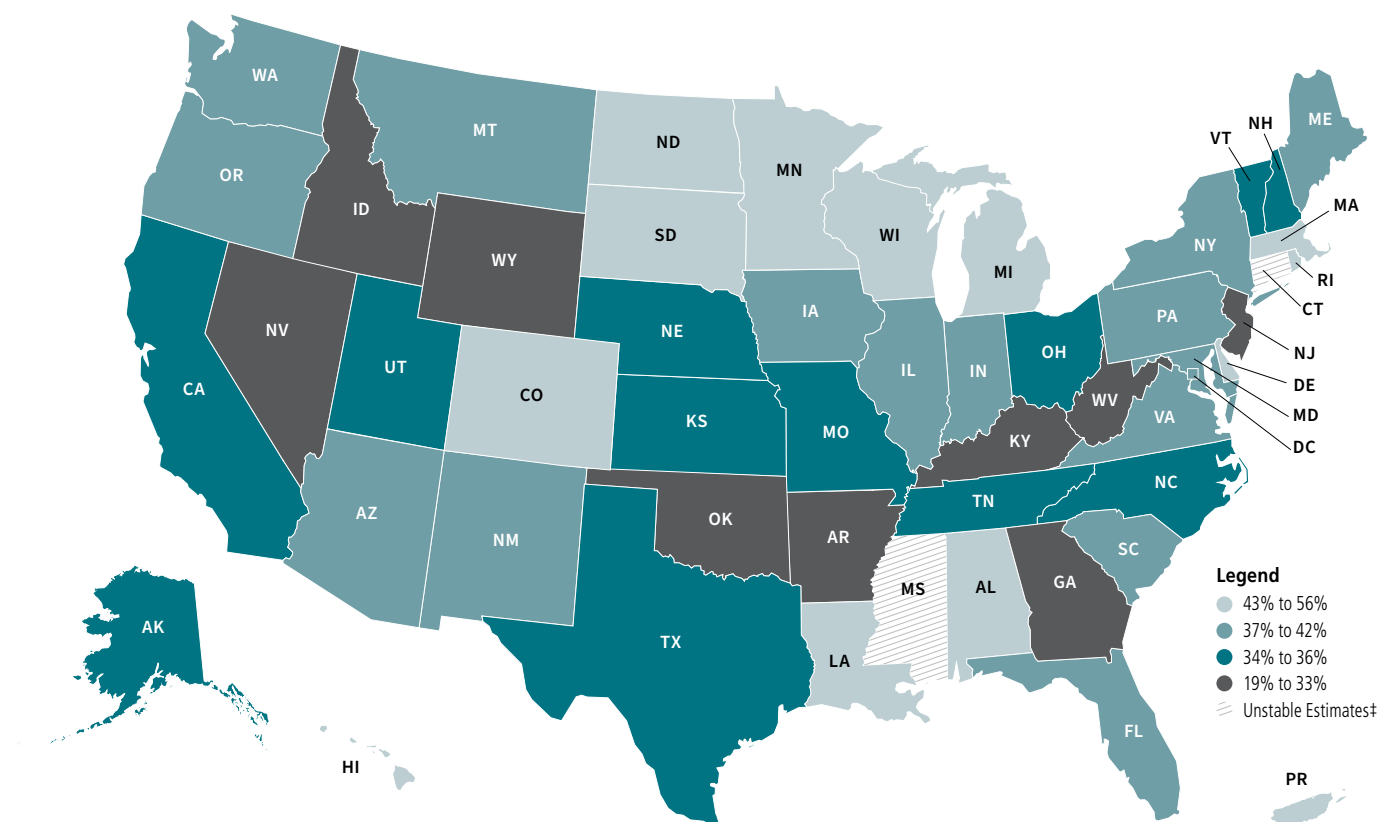 WA
MT
ND
MN
ME
NH
VT
OR
ID
SD
WI
MI
MA
NY
WY
RI
CT
NV
NE
IA
PA
NJ
UT
CO
IL
IN
OH
DE
CA
KS
MO
WV
VA
MD
KY
DC
AZ
NM
OK
AR
TN
NC
SC
MS
AL
GA
AK
TX
LA
FL
HI
PR
Legend
43% to 56%
37% to 42%
34% to 36%
19% to 33%
Unstable Estimates‡